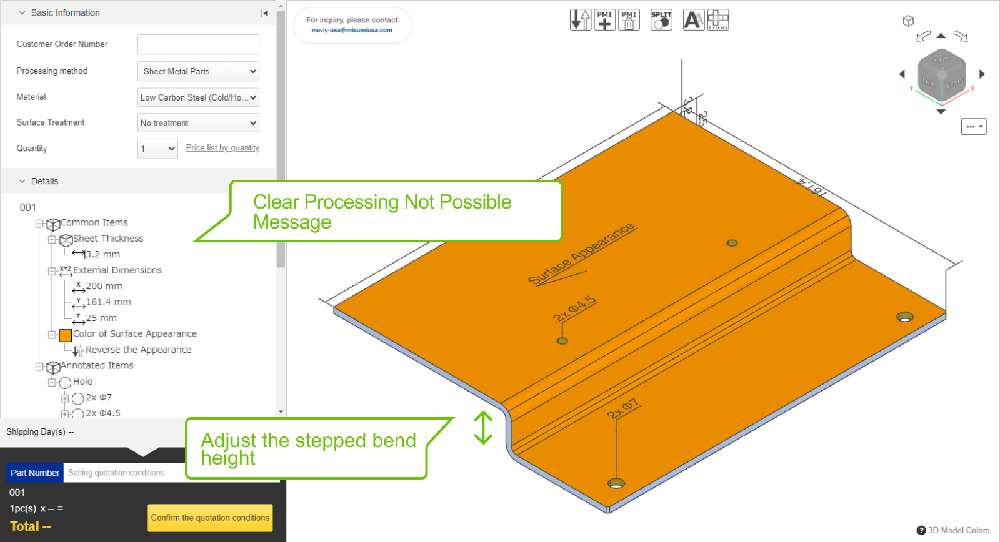 Basic Information
Customer Order Number
Processing method
Sheet Metal Parts
Material
Low Carbon Steel (Cold/Ho...
Surface Treatment
No treatment
Quantity
1
Price list by quantity
Details
001
Common Items
Sheet Thickness
3.2 mm
XYZ
External Dimensions
X
200 mm
Y
161.4 mm
Z
25 mm
Color of Surface Appearance
Reverse the Appearance
Annotated Items
Hole
2x Φ7
2x Φ4.5
Shipping Day(s) --
Part Number
Setting quotation conditions
001
1pc(s) x -- =
Total --
Confirm the quotation conditions
Clear Processing Not Possible
Message
Adjust the stepped bend
height
For inquiry, please contact:
meviy-usa@misumiusa.com
PMI
PMI
SPLIT
AA
6views
Top
Left
Front
Y
X
3.2
25
161.4
Surface Appearance
2x Φ4.5
2x Φ7
? 3D Model Colors